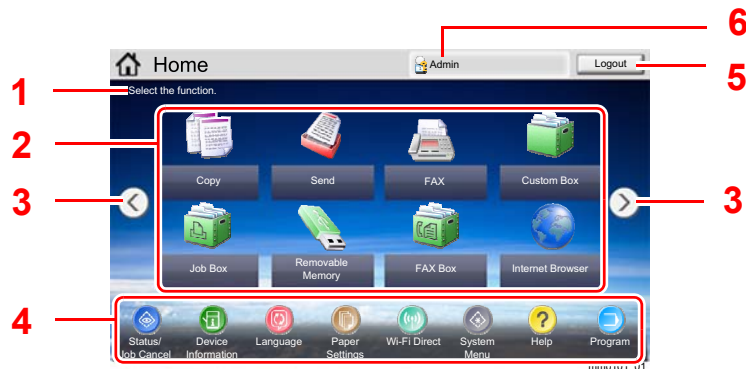 6
Home
Admin
Logout
5
1
Select the function.
2
Copy
Send
FAX
Custom Box
3
3
Job Box
Removable
Memory
FAX Box
Internet Browser
4
Status/
Job Cancel
Device
Information
Language
Paper
Settings
Wi-Fi Direct
System
Menu
Help
Program